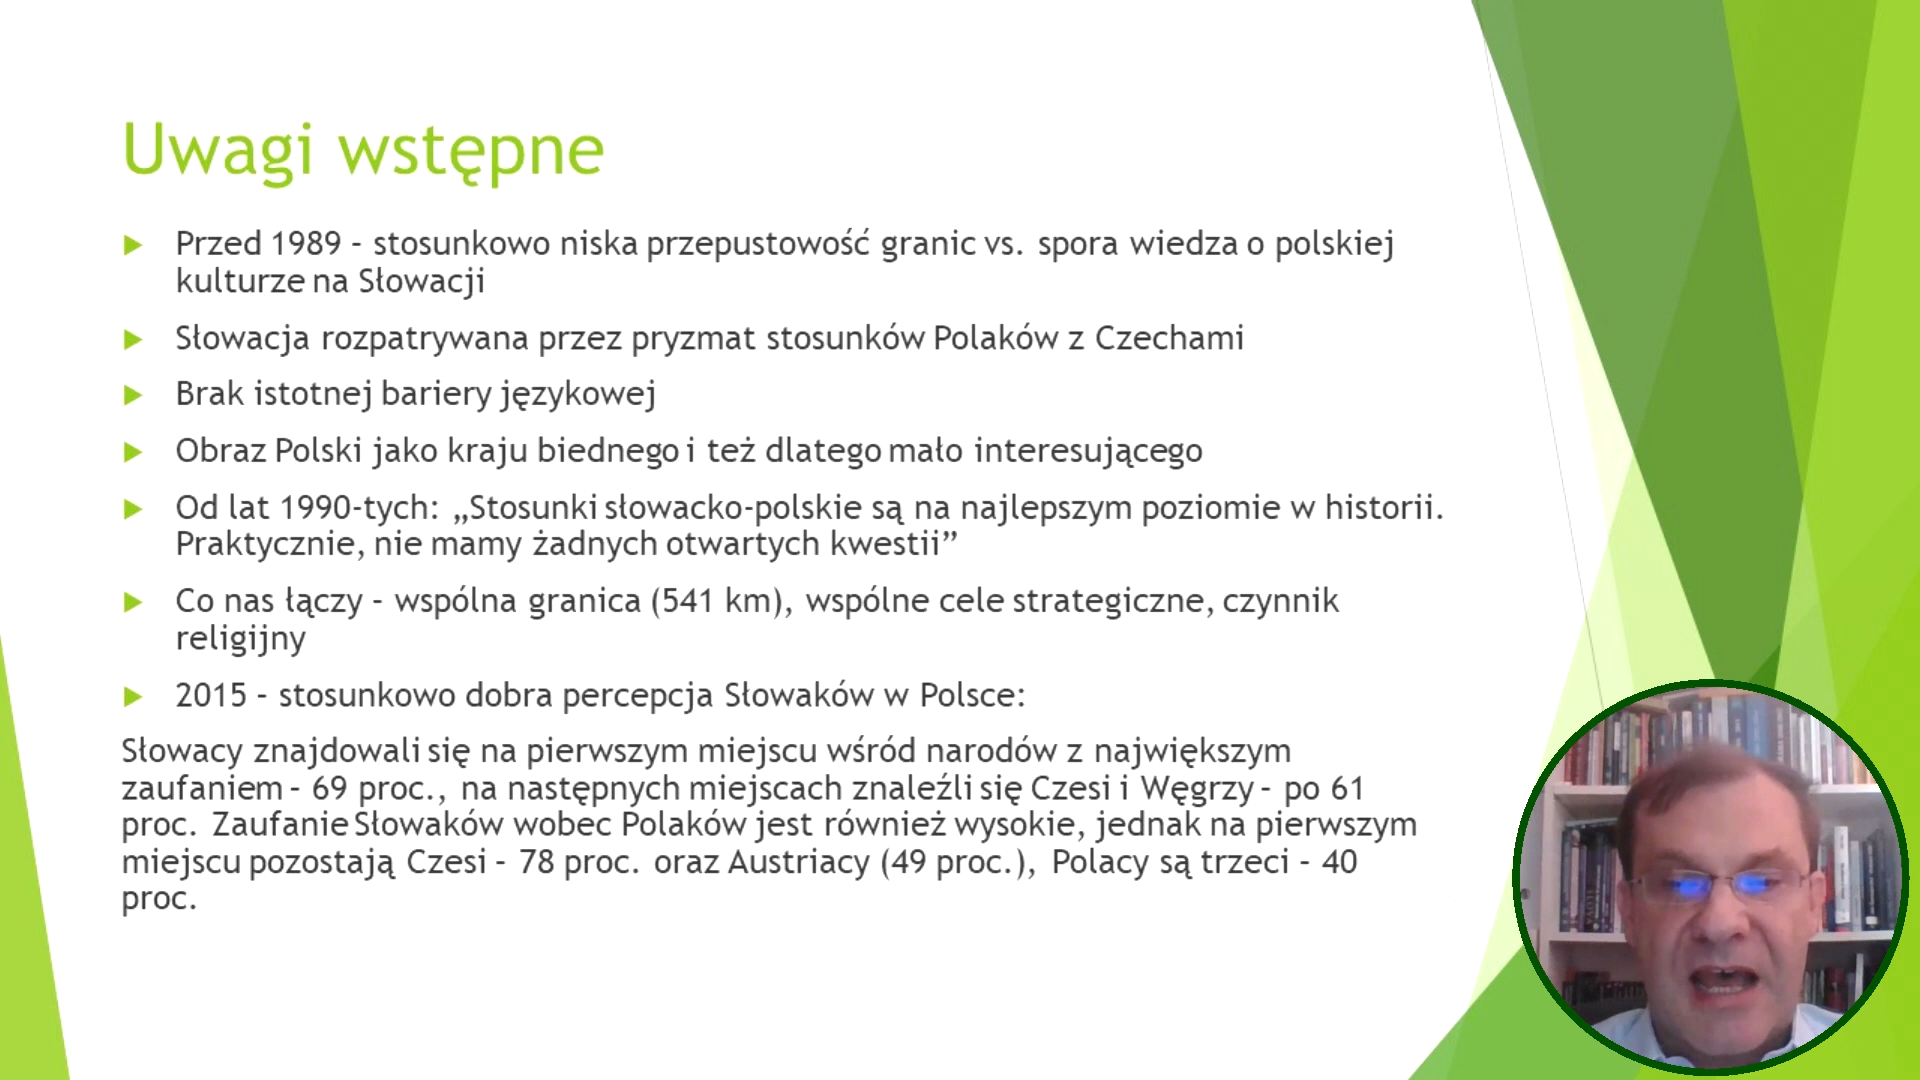 Uwagi wstępne
Przed 1989 – stosunkowo niska przepustowość granic vs. spora wiedza o polskiej
kulturze na Słowacji
Słowacja rozpatrywana przez pryzmat stosunków Polaków z Czechami
Brak istotnej bariery językowej
Obraz Polski jako kraju biednego i też dlatego mało interesującego
Od lat 1990-tych: „Stosunki słowacko-polskie są na najlepszym poziomie w historii.
Praktycznie, nie mamy żadnych otwartych kwestii”
Co nas łączy – wspólna granica (541 km), wspólne cele strategiczne, czynnik
religijny
2015 – stosunkowo dobra percepcja Słowaków w Polsce:
Słowacy znajdowali się na pierwszym miejscu wśród narodów z największym
zaufaniem – 69 proc., na następnych miejscach znaleźli się Czesi i Węgrzy – po 61
proc. Zaufanie Słowaków wobec Polaków jest również wysokie, jednak na pierwszym
miejscu pozostają Czesi – 78 proc. oraz Austriacy (49 proc.), Polacy są trzeci – 40
proc.